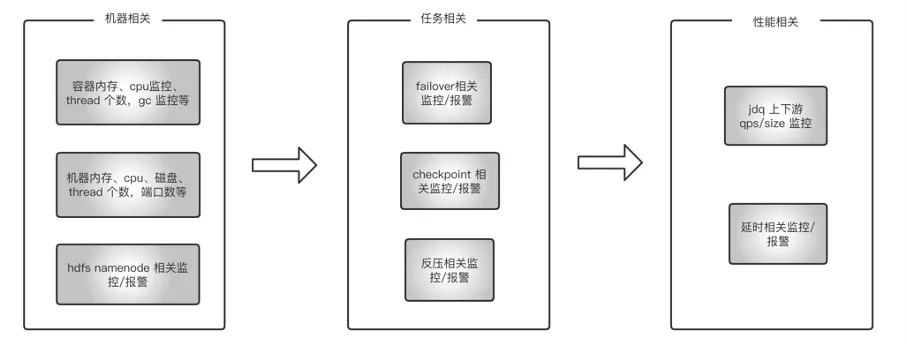 机器相关
容器内存、cpu监控、
thread 个数，gc 监控等
机器内存、cpu、磁盘、
thread 个数，端口数等
hdfs namenode 相关监
控/报警
任务相关
failover相关
监控/报警
checkpoint 相
关监控/报警
反压相关监
控/报警
性能相关
jdq 上下游
qps/size 监控
延时相关监控/
报警